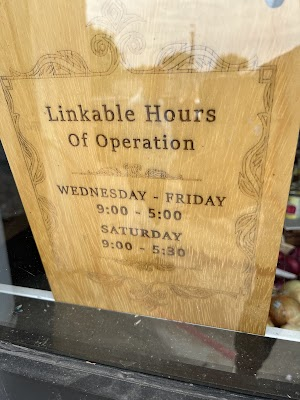 Linkable Hours
Of Operation
WEDNESDAY - FRIDAY
9:00 - 5:00
SATURDAY
9:00 - 5:30